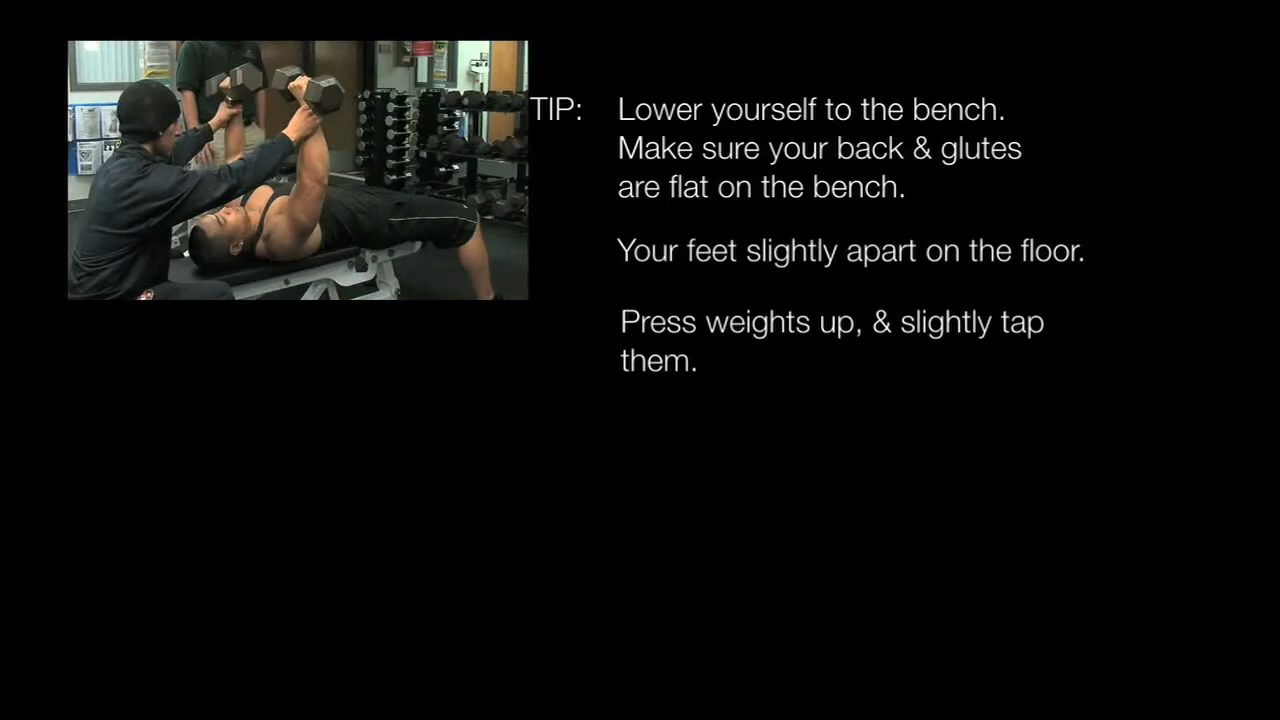 TIP: Lower yourself to the bench.
Make sure your back & glutes
are flat on the bench.
Your feet slightly apart on the floor.
Press weights up, & slightly tap
them.